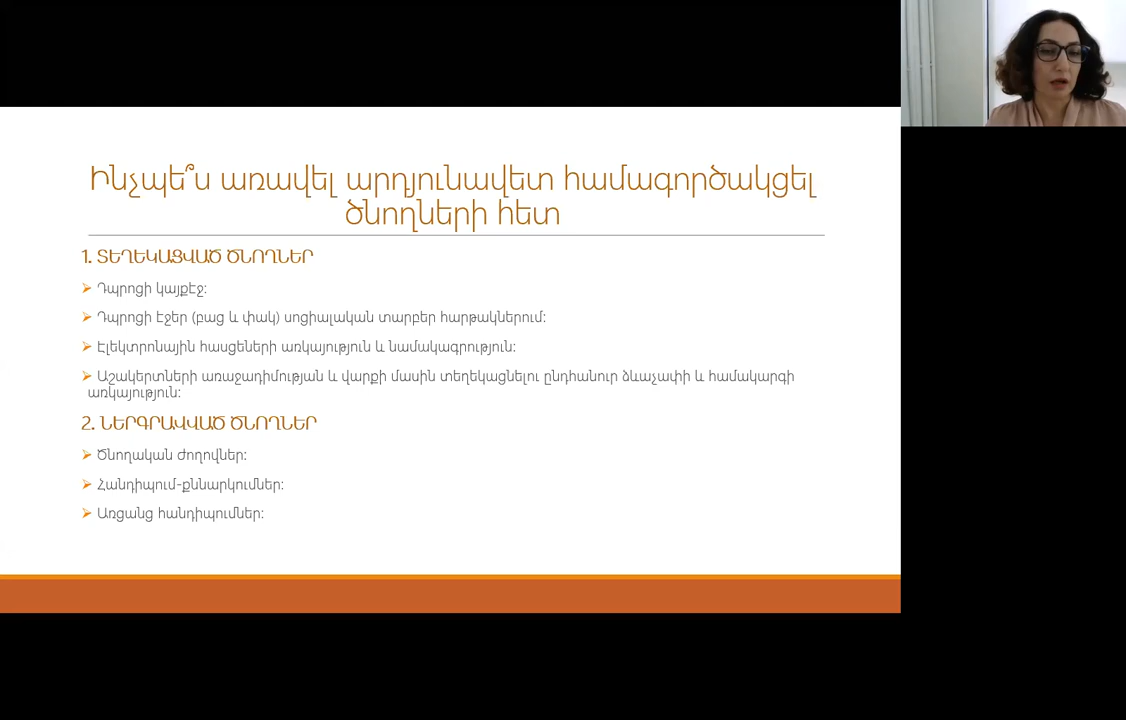 Ինչպե՞ս առավել արդյունավետ համագործակցել
ծնողների հետ
1. ՏԵՂԵԿԱՑՎԱԾ ԾՆՈՂՆԵՐ
➢ Դպրոցի կայքէջ:
➢ Դպրոցի էջեր (բաց և փակ) սոցիալական տարբեր հարթակներում:
➢ Էլեկտրոնային հասցեների առկայություն և նամակագրություն:
➢ Աշակերտների առաջադիմության և վարքի մասին տեղեկացնելու ընդհանուր ձևաչափի և համակարգի
առկայություն:
2. ՆԵՐԳՐԱՎՎԱԾ ԾՆՈՂՆԵՐ
➢ Ծնողական ժողովներ:
➢ Հանդիպում-քննարկումներ:
➢ Առցանց հանդիպումներ: